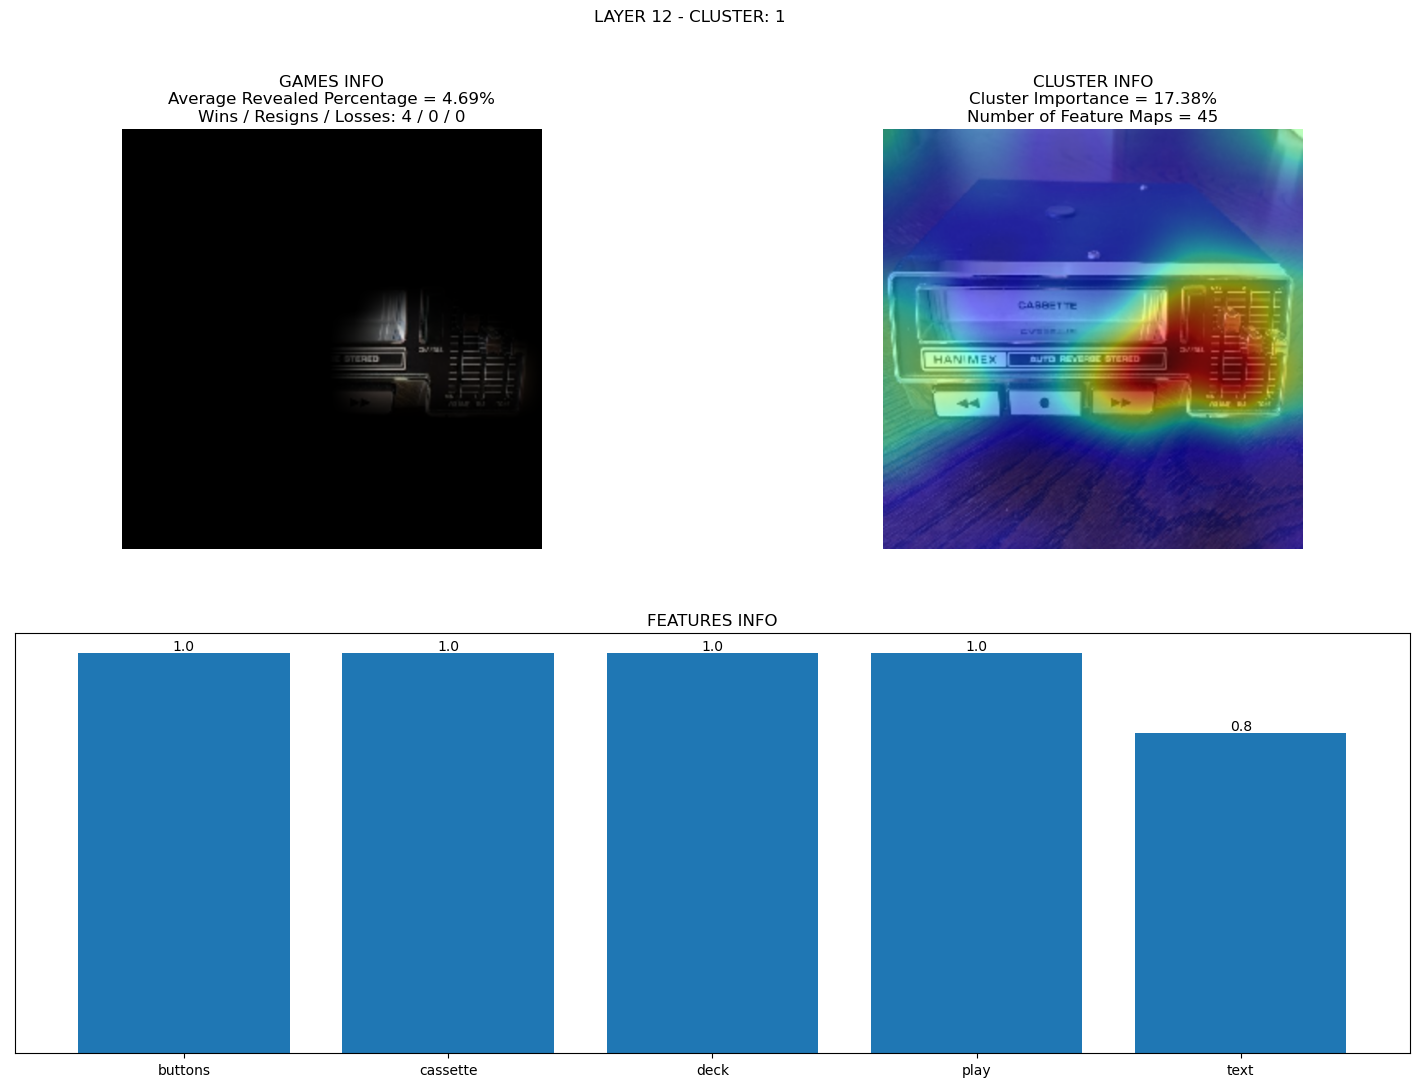 LAYER 12 - CLUSTER: 1
GAMES INFO
Average Revealed Percentage = 4.69%
Wins / Resigns / Losses: 4 / 0 / 0
E STERED
CLUSTER INFO
Cluster Importance = 17.38%
Number of Feature Maps = 45
CASSETTE
HANIMEX AUTO REVERSE STEREO
FEATURES INFO
1.0 1.0 1.0 1.0 0.8
buttons cassette deck play text